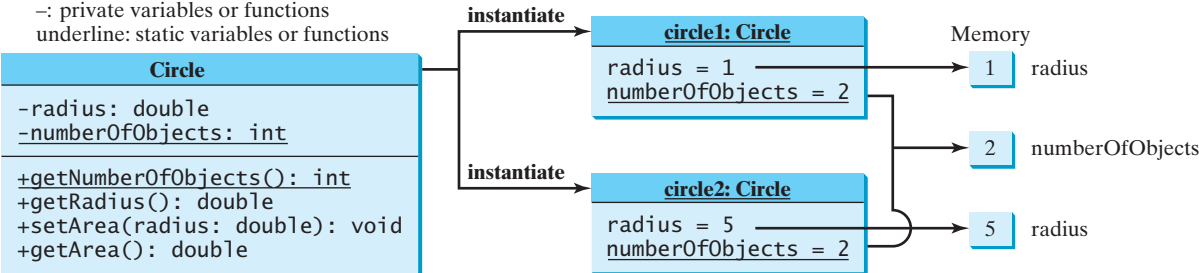 –: private variables or functions
underline: static variables or functions
Circle
-radius: double
-numberOfObjects: int
+getNumberOfObjects(): int
+getRadius(): double
+setArea(radius: double): void
+getArea(): double
instantiate
circle1: Circle
radius = 1
numberOfObjects = 2
instantiate
circle2: Circle
radius = 5
numberOfObjects = 2
Memory
1 radius
2 numberOfObjects
5 radius